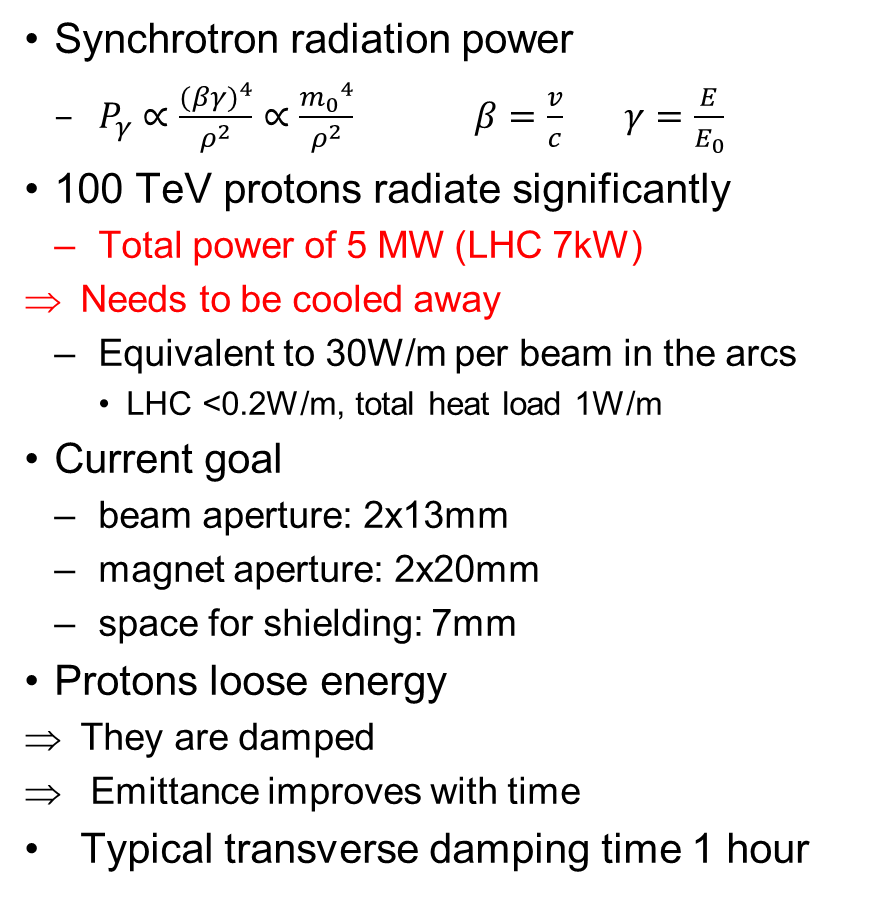 • Synchrotron radiation power
– P_γ ∝ (βγ)⁴/ρ² ∝ m₀⁴/ρ² β = v/c γ = E/E₀
• 100 TeV protons radiate significantly
– Total power of 5 MW (LHC 7kW)
⇒ Needs to be cooled away
– Equivalent to 30W/m per beam in the arcs
• LHC <0.2W/m, total heat load 1W/m
• Current goal
– beam aperture: 2x13mm
– magnet aperture: 2x20mm
– space for shielding: 7mm
• Protons loose energy
⇒ They are damped
⇒ Emittance improves with time
• Typical transverse damping time 1 hour